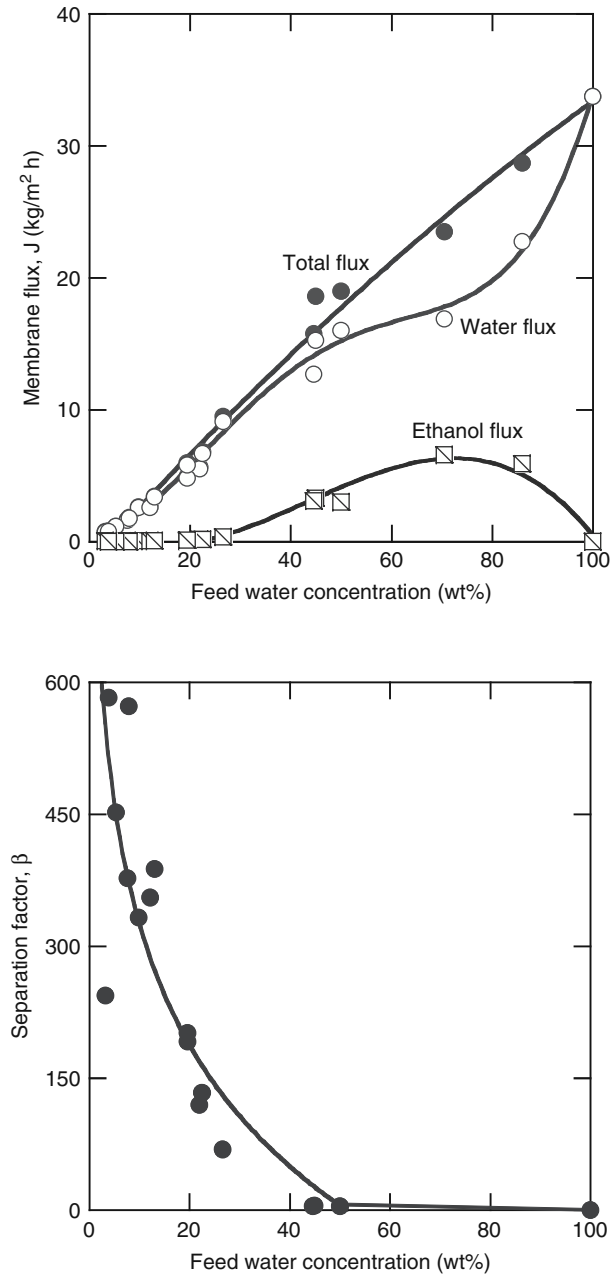 40
30
20
10
0
Membrane flux, J (kg/m² h)
Total flux
Water flux
Ethanol flux
0 20 40 60 80 100
Feed water concentration (wt%)
600
450
300
150
0
Separation factor, β
0 20 40 60 80 100
Feed water concentration (wt%)